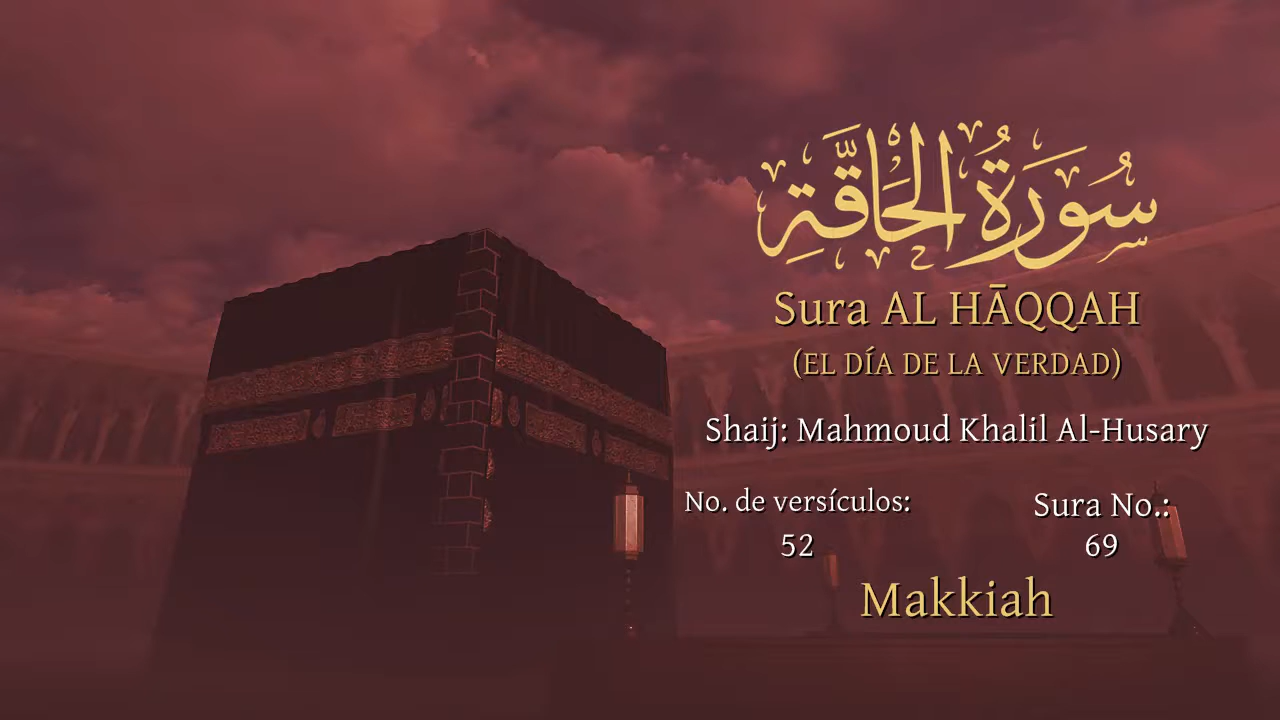 سُورَةُ الْحَاقَّةِ
Sura AL HĀQQAH
(EL DÍA DE LA VERDAD)
Shaij: Mahmoud Khalil Al-Husary
No. de versículos:
52
Sura No.:
69
Makkiah